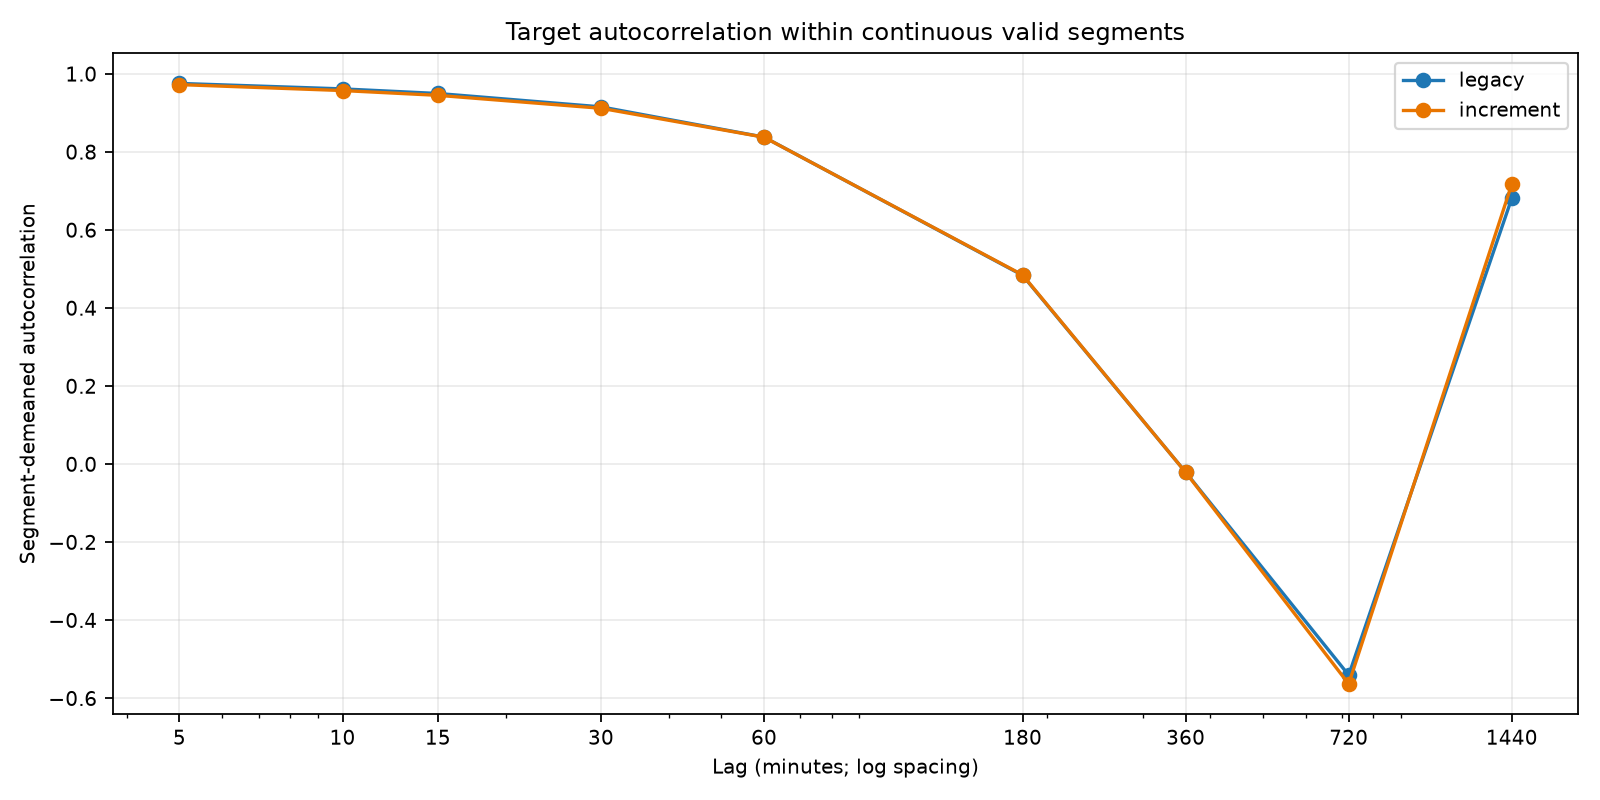 Target autocorrelation within continuous valid segments
legacy
increment
Segment-demeaned autocorrelation
1.0
0.8
0.6
0.4
0.2
0.0
−0.2
−0.4
−0.6
5 10 15 30 60 180 360 720 1440
Lag (minutes; log spacing)